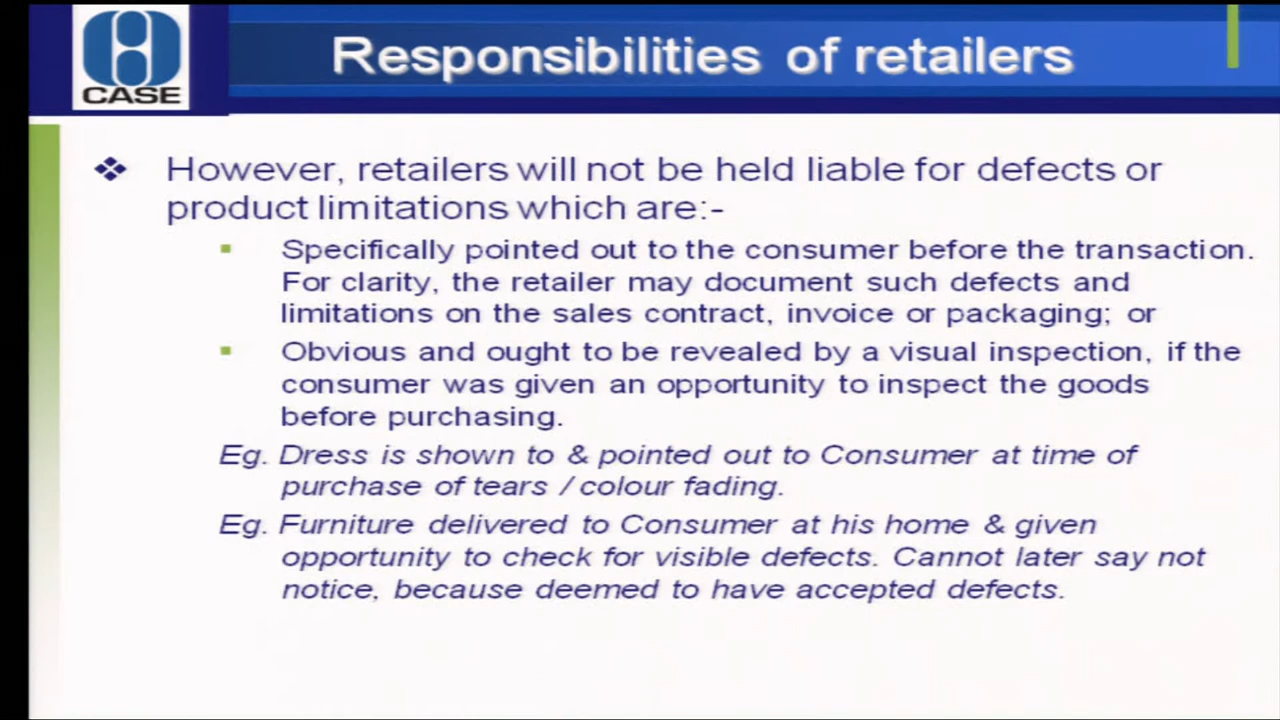 CASE
Responsibilities of retailers
However, retailers will not be held liable for defects or
product limitations which are:-
Specifically pointed out to the consumer before the transaction.
For clarity, the retailer may document such defects and
limitations on the sales contract, invoice or packaging; or
Obvious and ought to be revealed by a visual inspection, if the
consumer was given an opportunity to inspect the goods
before purchasing.
Eg. Dress is shown to & pointed out to Consumer at time of
purchase of tears / colour fading.
Eg. Furniture delivered to Consumer at his home & given
opportunity to check for visible defects. Cannot later say not
notice, because deemed to have accepted defects.